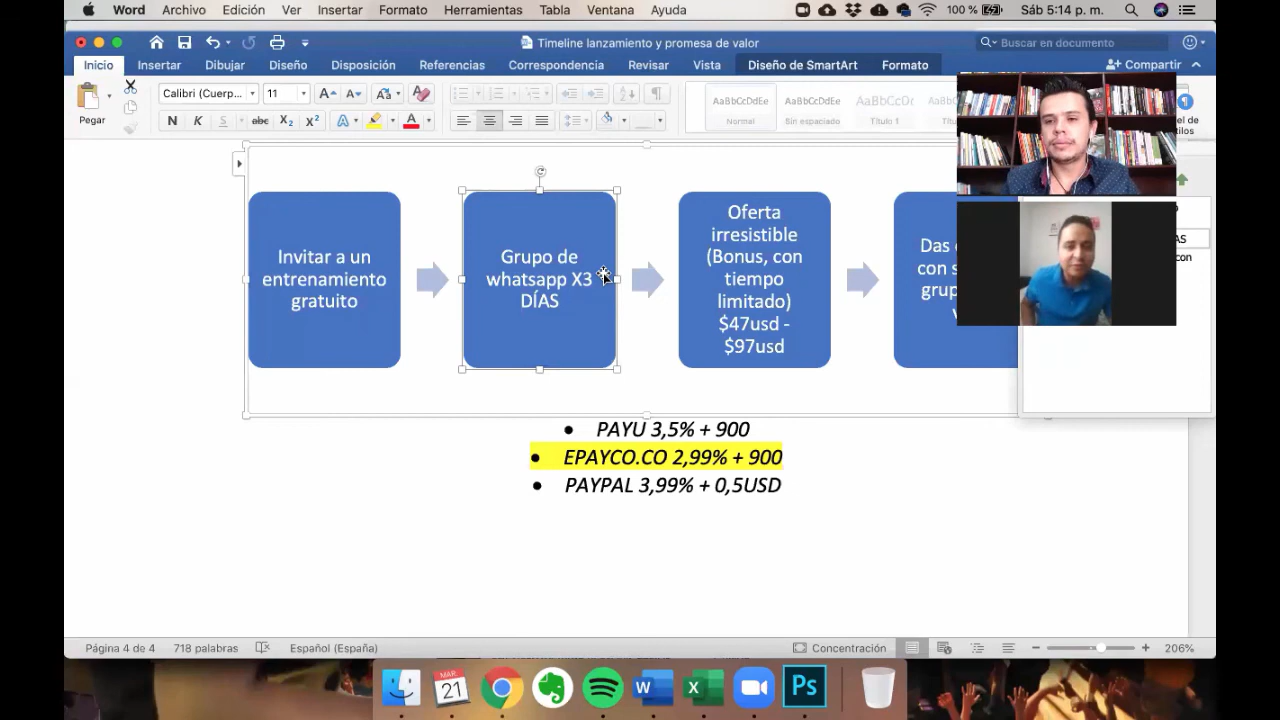 Word Archivo Edición Ver Insertar Formato Herramientas Tabla Ventana Ayuda 100 % Sáb 5:14 p. m.
Timeline lanzamiento y promesa de valor
Buscar en documento
Inicio Insertar Dibujar Diseño Disposición Referencias Correspondencia Revisar Vista Diseño de SmartArt Formato Compartir
Pegar
Calibri (Cuerp... 11
N K S abc X2 X2 A A
AaBbCcDdEe AaBbCcDdEe AaBbCcDc AaBbCcDdE
Normal Sin espaciado Título 1
Invitar a un
entrenamiento
gratuito
Grupo de
whatsapp X3
DÍAS
Oferta
irresistible
(Bonus, con
tiempo
limitado)
$47usd -
$97usd
Das
con s
grup
AS
con
• PAYU 3,5% + 900
• EPAYCO.CO 2,99% + 900
• PAYPAL 3,99% + 0,5USD
Página 4 de 4 718 palabras Español (España) Concentración 206%
MAR.
21
W X Ps